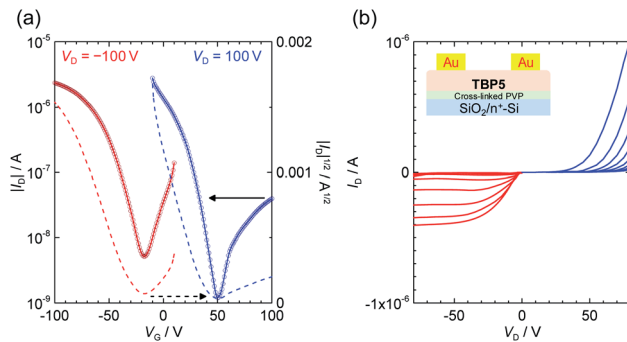 (a)
V_D = −100 V
V_D = 100 V
10^-5
10^-6
10^-7
10^-8
10^-9
|I_D| / A
0.002
0.001
0
|I_D|^1/2 / A^1/2
-100
-50
0
50
100
V_G / V
(b)
10^-6
0
-1x10^-6
I_D / A
Au
Au
TBP5
Cross-linked PVP
SiO2/n+-Si
-50
0
50
V_D / V